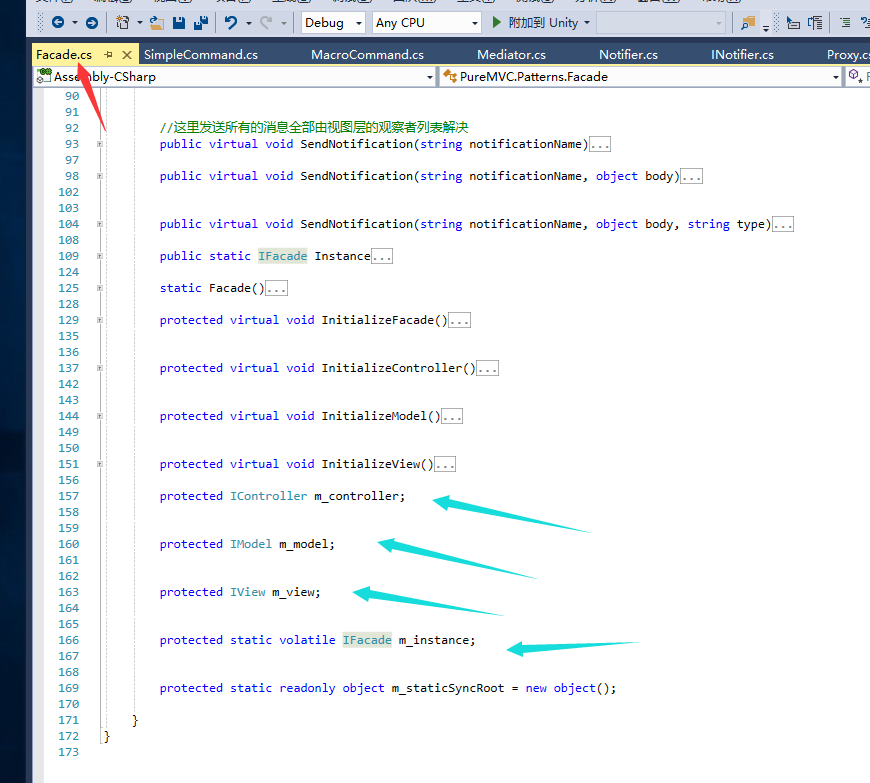 Debug Any CPU 附加到 Unity
Facade.cs SimpleCommand.cs MacroCommand.cs Mediator.cs Notifier.cs INotifier.cs Proxy.cs
PureMVC.Patterns.Facade
90
91
92 //这里发送所有的消息全部由视图层的观察者列表解决
93 public virtual void SendNotification(string notificationName)...
97
98 public virtual void SendNotification(string notificationName, object body)...
102
103
104 public virtual void SendNotification(string notificationName, object body, string type)...
108
109 public static IFacade Instance...
124
125 static Facade()...
128
129 protected virtual void InitializeFacade()...
135
136
137 protected virtual void InitializeController()...
142
143
144 protected virtual void InitializeModel()...
149
150
151 protected virtual void InitializeView()...
156
157 protected IController m_controller;
158
159
160 protected IModel m_model;
161
162
163 protected IView m_view;
164
165
166 protected static volatile IFacade m_instance;
167
168
169 protected static readonly object m_staticSyncRoot = new object();
170
171 }
172 }
173